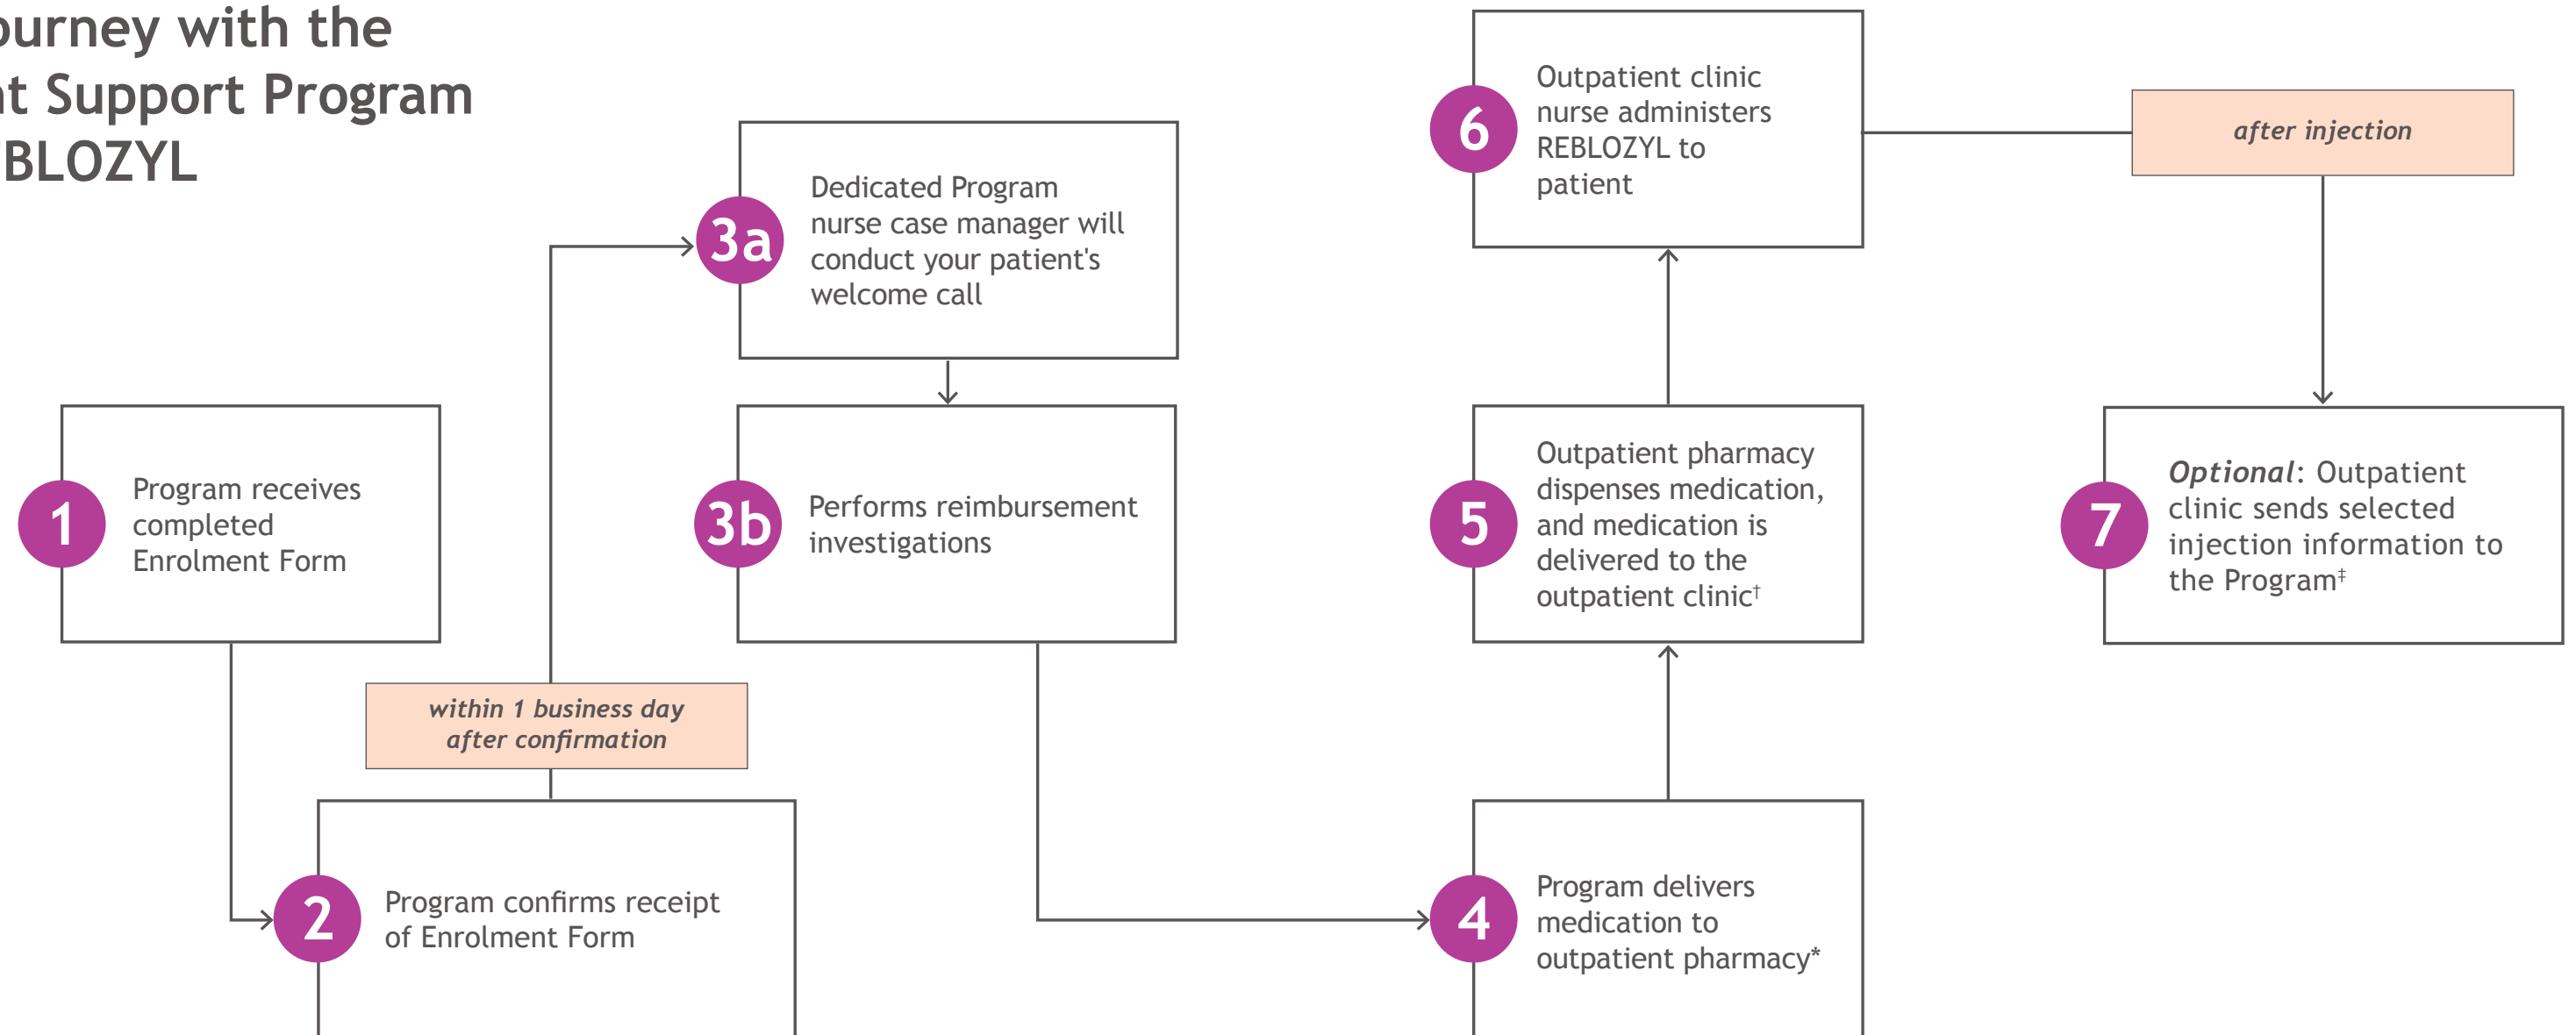 ourney with the
nt Support Program
EBLOZYL
1
Program receives
completed
Enrolment Form
2
Program confirms receipt
of Enrolment Form
within 1 business day
after confirmation
3a
Dedicated Program
nurse case manager will
conduct your patient's
welcome call
3b
Performs reimbursement
investigations
4
Program delivers
medication to
outpatient pharmacy*
5
Outpatient pharmacy
dispenses medication,
and medication is
delivered to the
outpatient clinic†
6
Outpatient clinic
nurse administers
REBLOZYL to
patient
after injection
7
Optional: Outpatient
clinic sends selected
injection information to
the Program‡